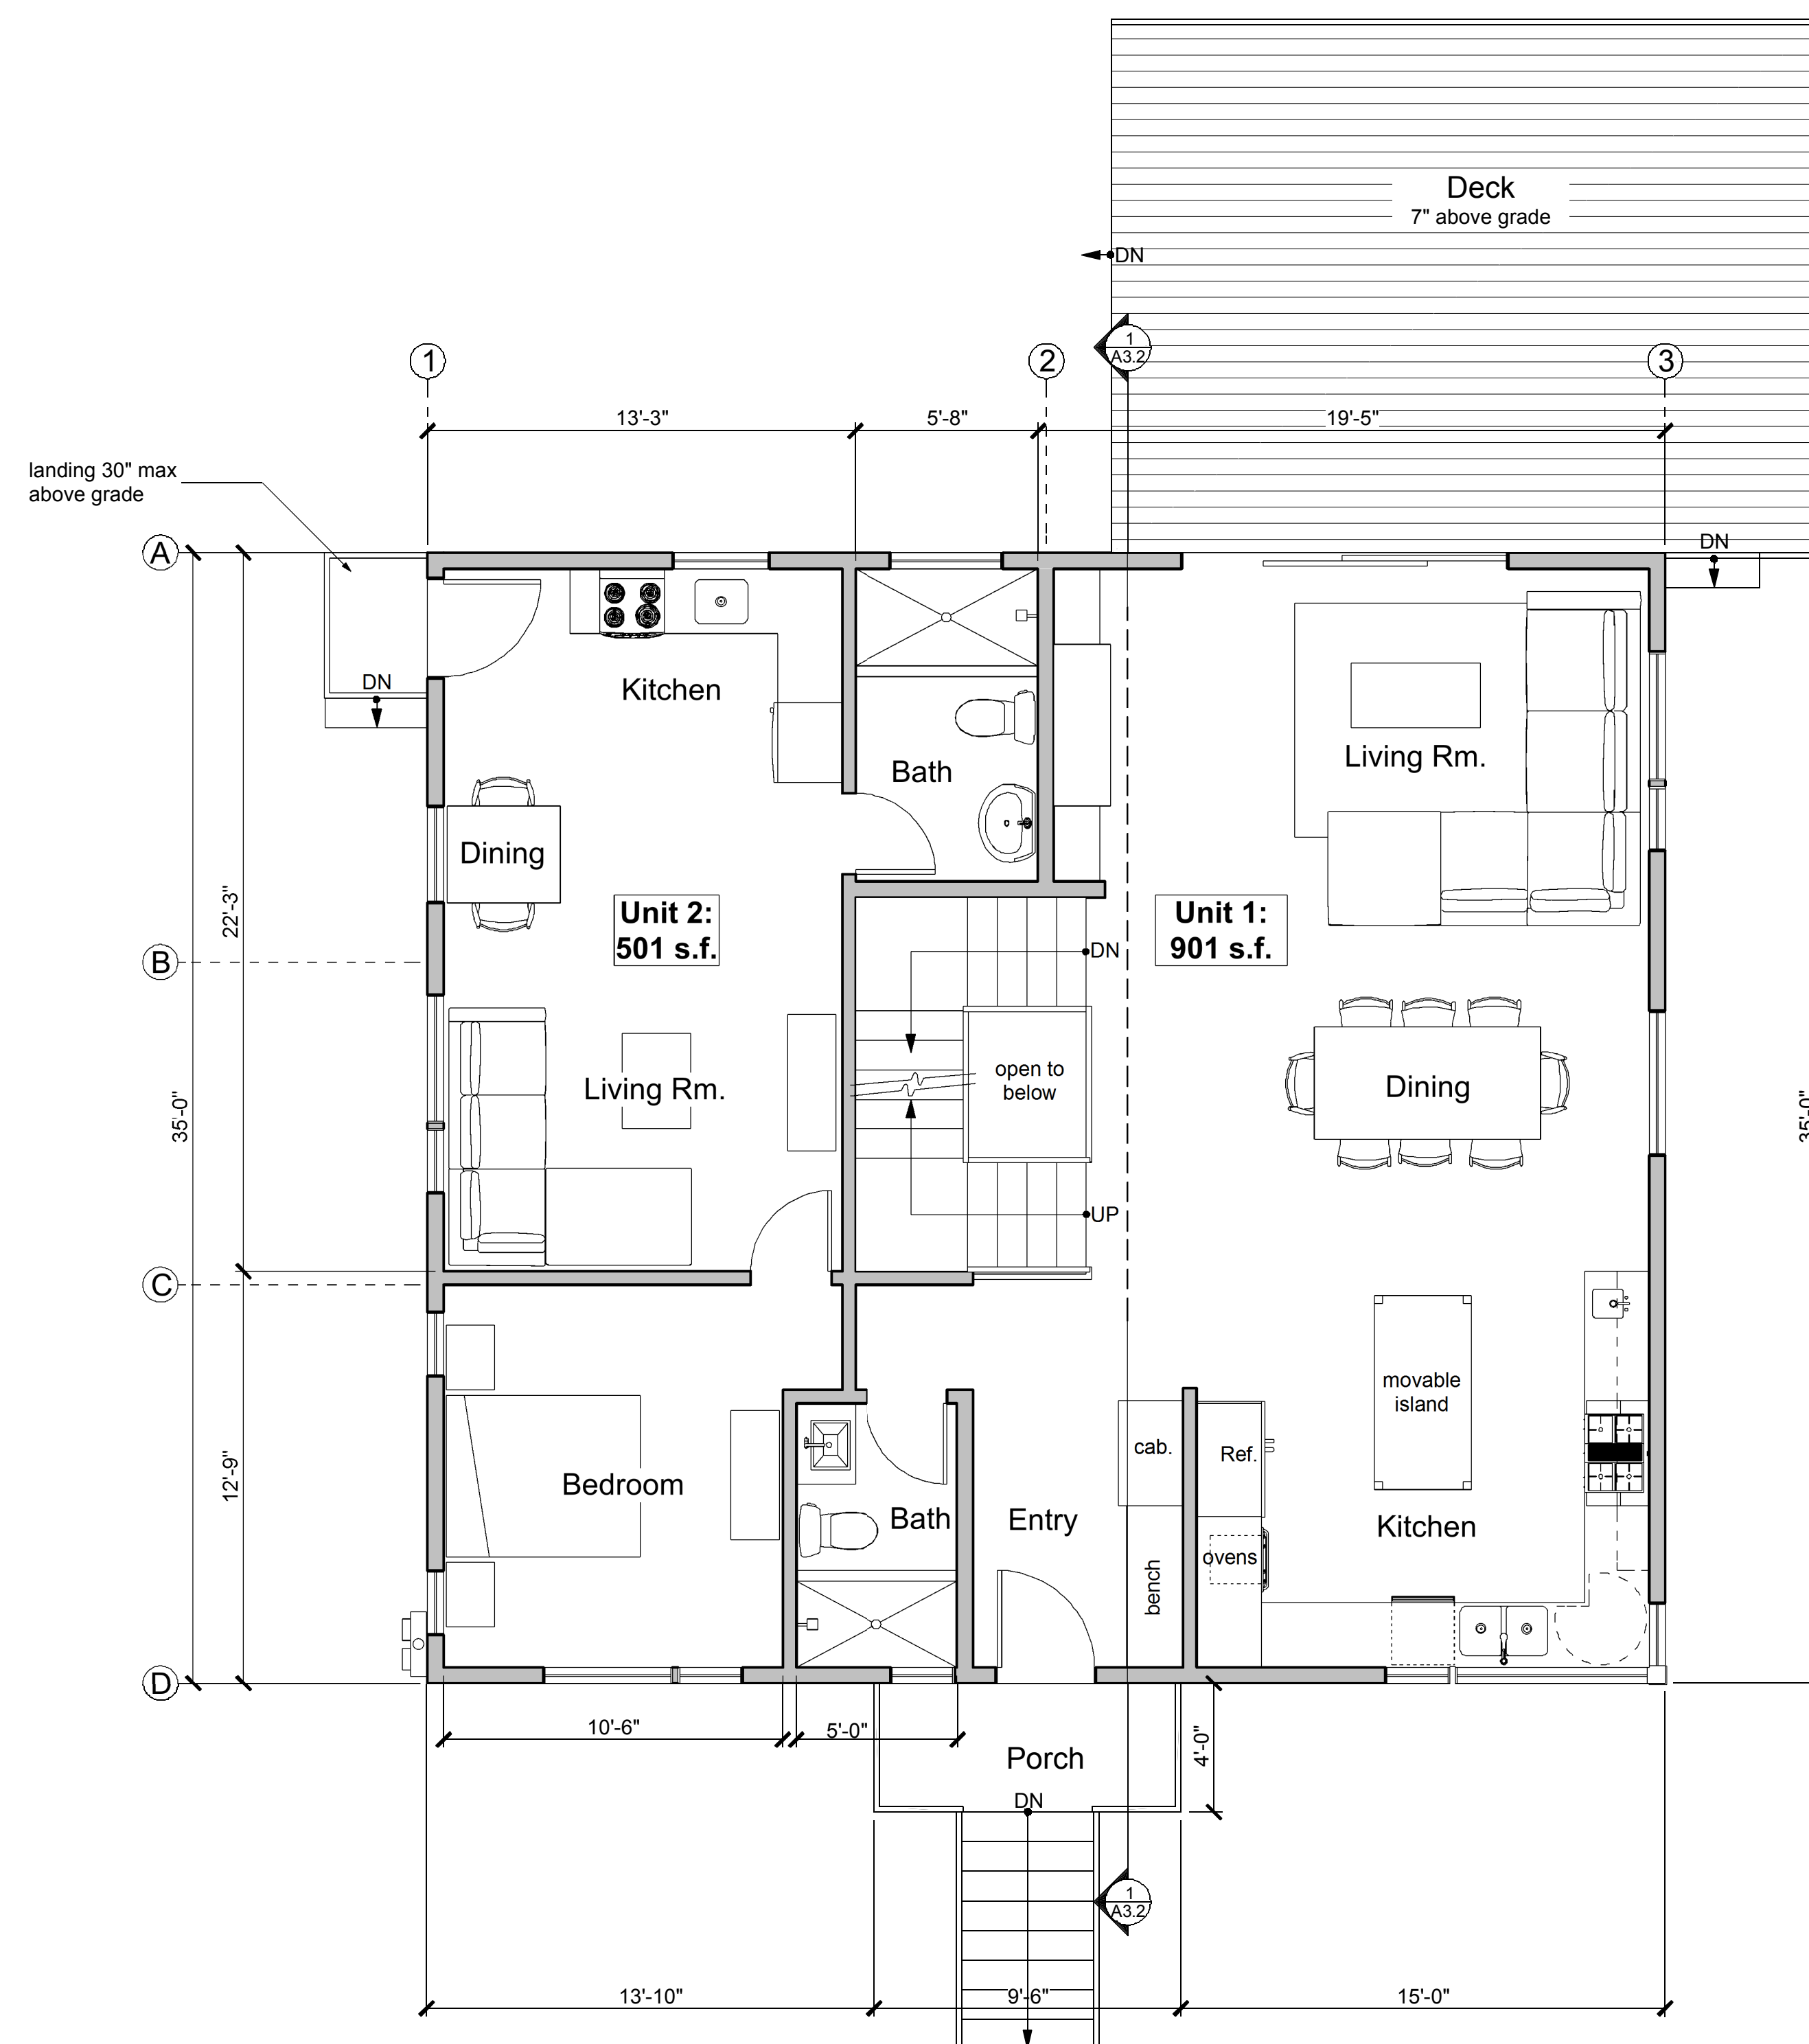 Deck
7" above grade
DN
1
A3.2
1
2
3
13'-3"
5'-8"
19'-5"
landing 30" max
above grade
A
DN
DN
Kitchen
Living Rm.
Bath
Dining
22'-3"
Unit 2:
501 s.f.
Unit 1:
901 s.f.
B
DN
open to
below
Dining
Living Rm.
35'-0"
35'-0"
UP
C
movable
island
cab.
Ref.
12'-9"
Bedroom
Bath
Entry
Kitchen
ovens
bench
D
10'-6"
5'-0"
4'-0"
Porch
DN
1
A3.2
13'-10"
9'-6"
15'-0"